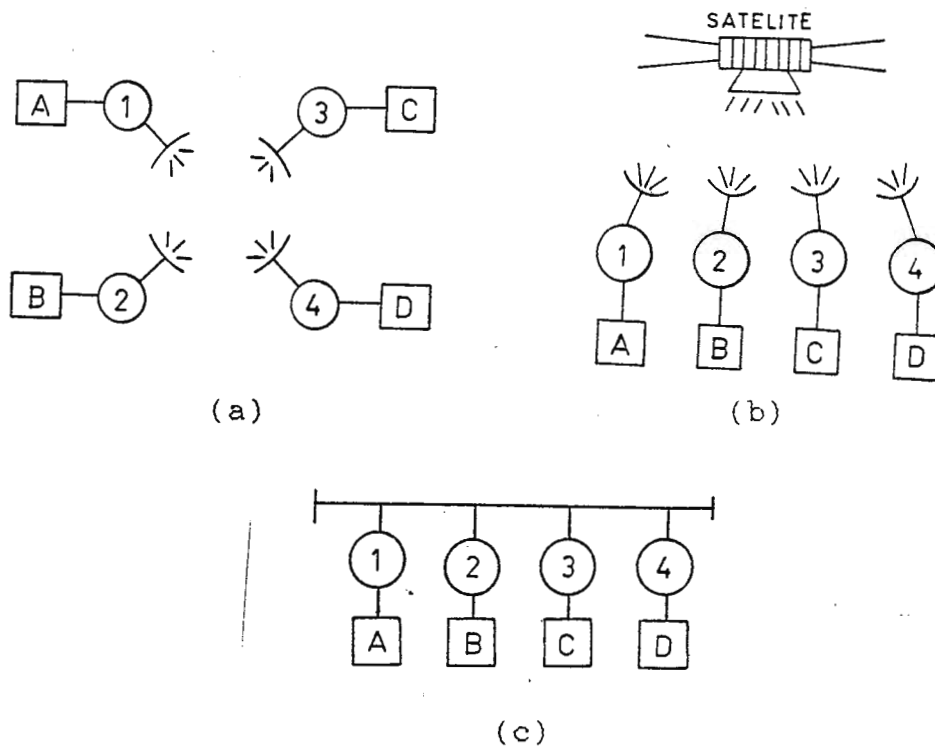 SATELITE
A 1 3 C
B 2 4 D
1 2 3 4
A B C D
(a) (b)
1 2 3 4
A B C D
(c)